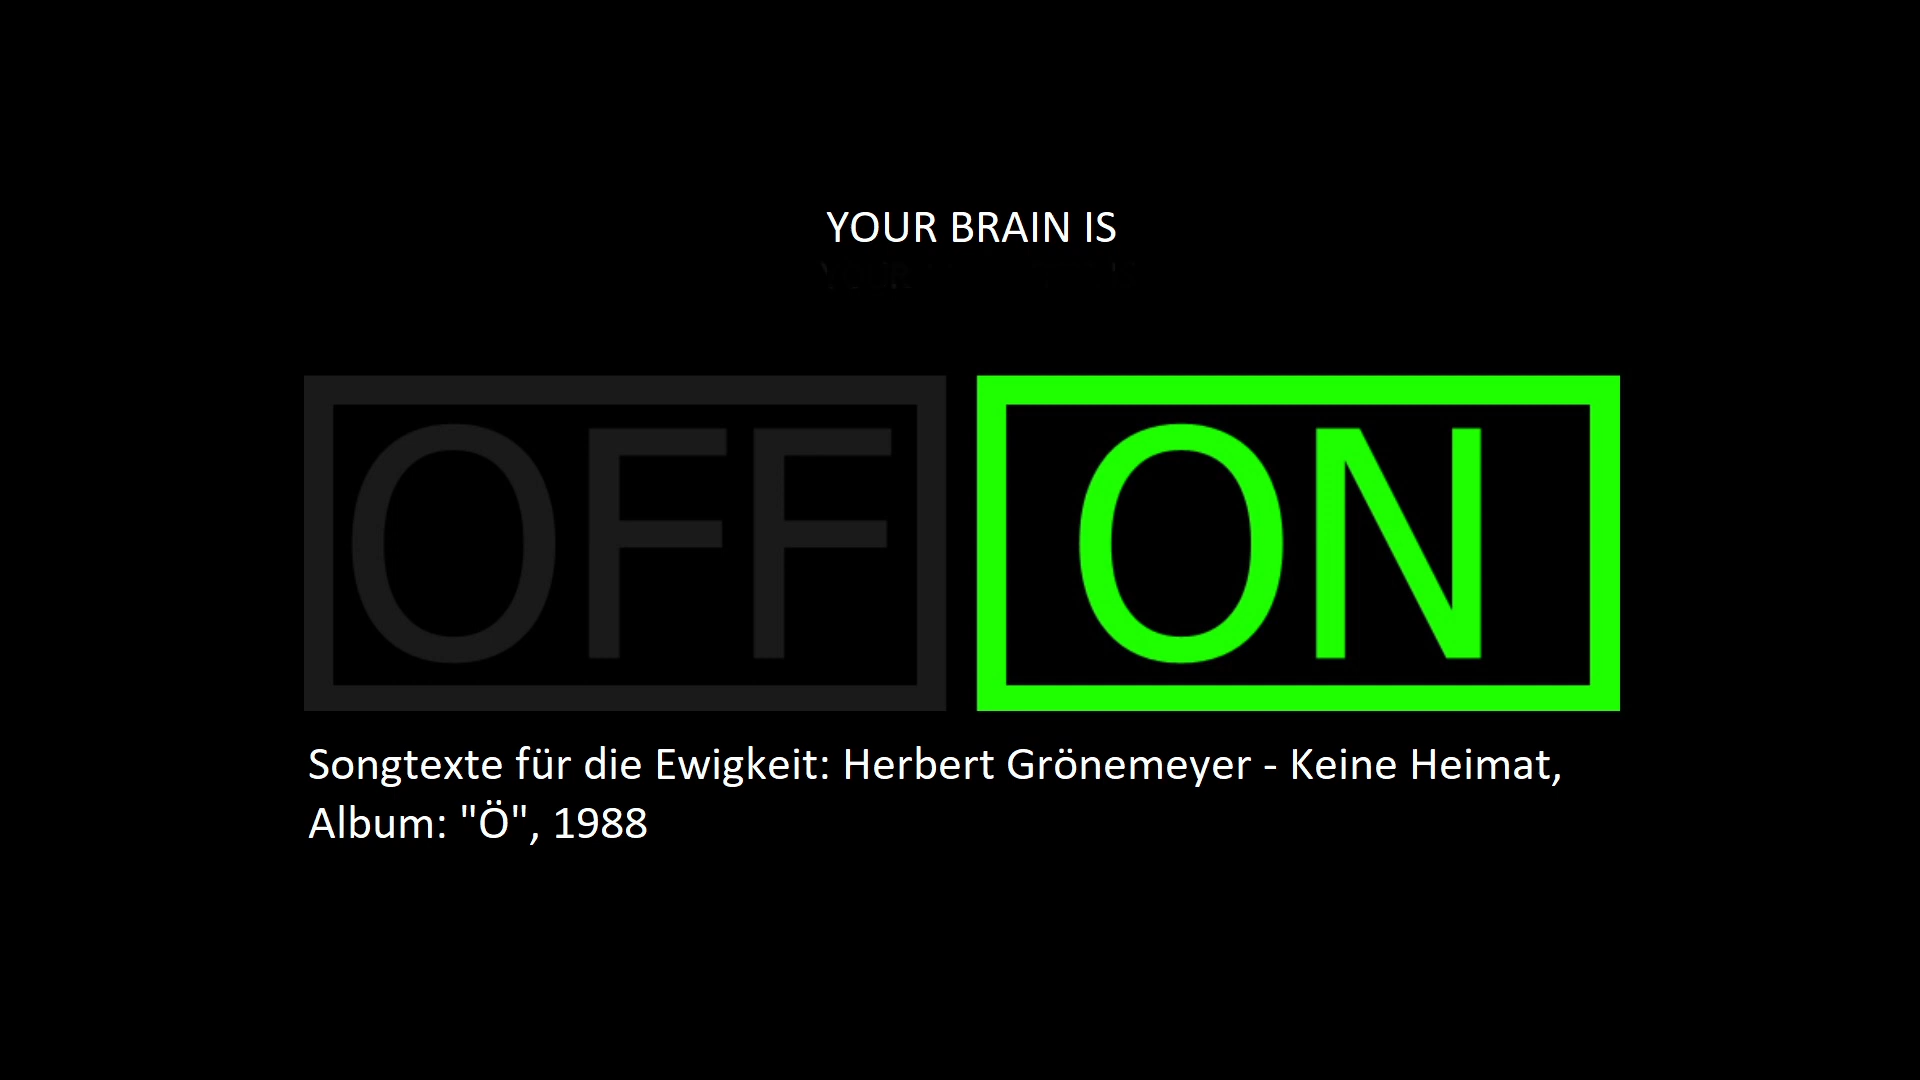 YOUR BRAIN IS
OFF ON
Songtexte für die Ewigkeit: Herbert Grönemeyer - Keine Heimat,
Album: "Ö", 1988